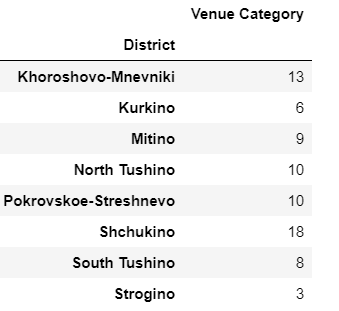 Venue Category
District
Khoroshovo-Mnevniki 13
Kurkino 6
Mitino 9
North Tushino 10
Pokrovskoe-Streshnevo 10
Shchukino 18
South Tushino 8
Strogino 3